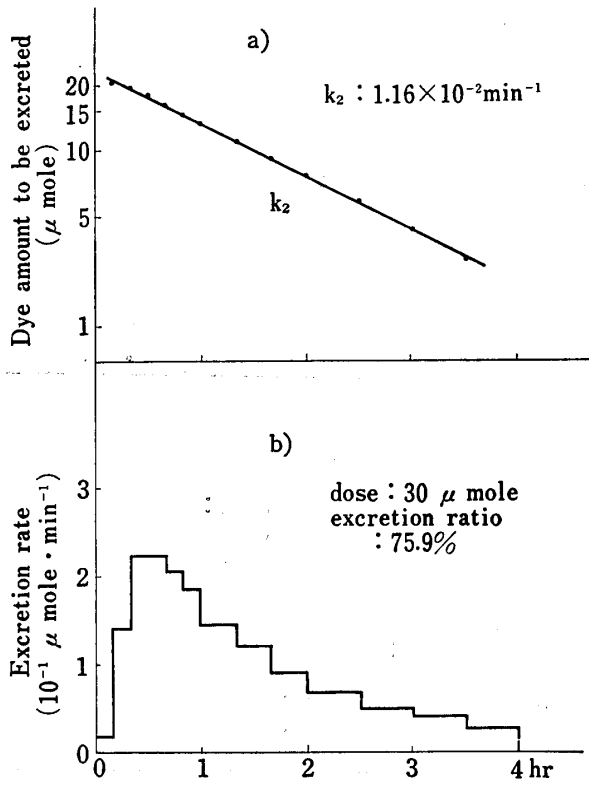 a)
Dye amount to be excreted
(μ mole)
20
15
10
5
1
k₂ : 1.16×10⁻²min⁻¹
k₂
b)
Excretion rate
(10⁻¹ μ mole・min⁻¹)
3
2
1
0
dose : 30 μ mole
excretion ratio
: 75.9%
0 1 2 3 4 hr